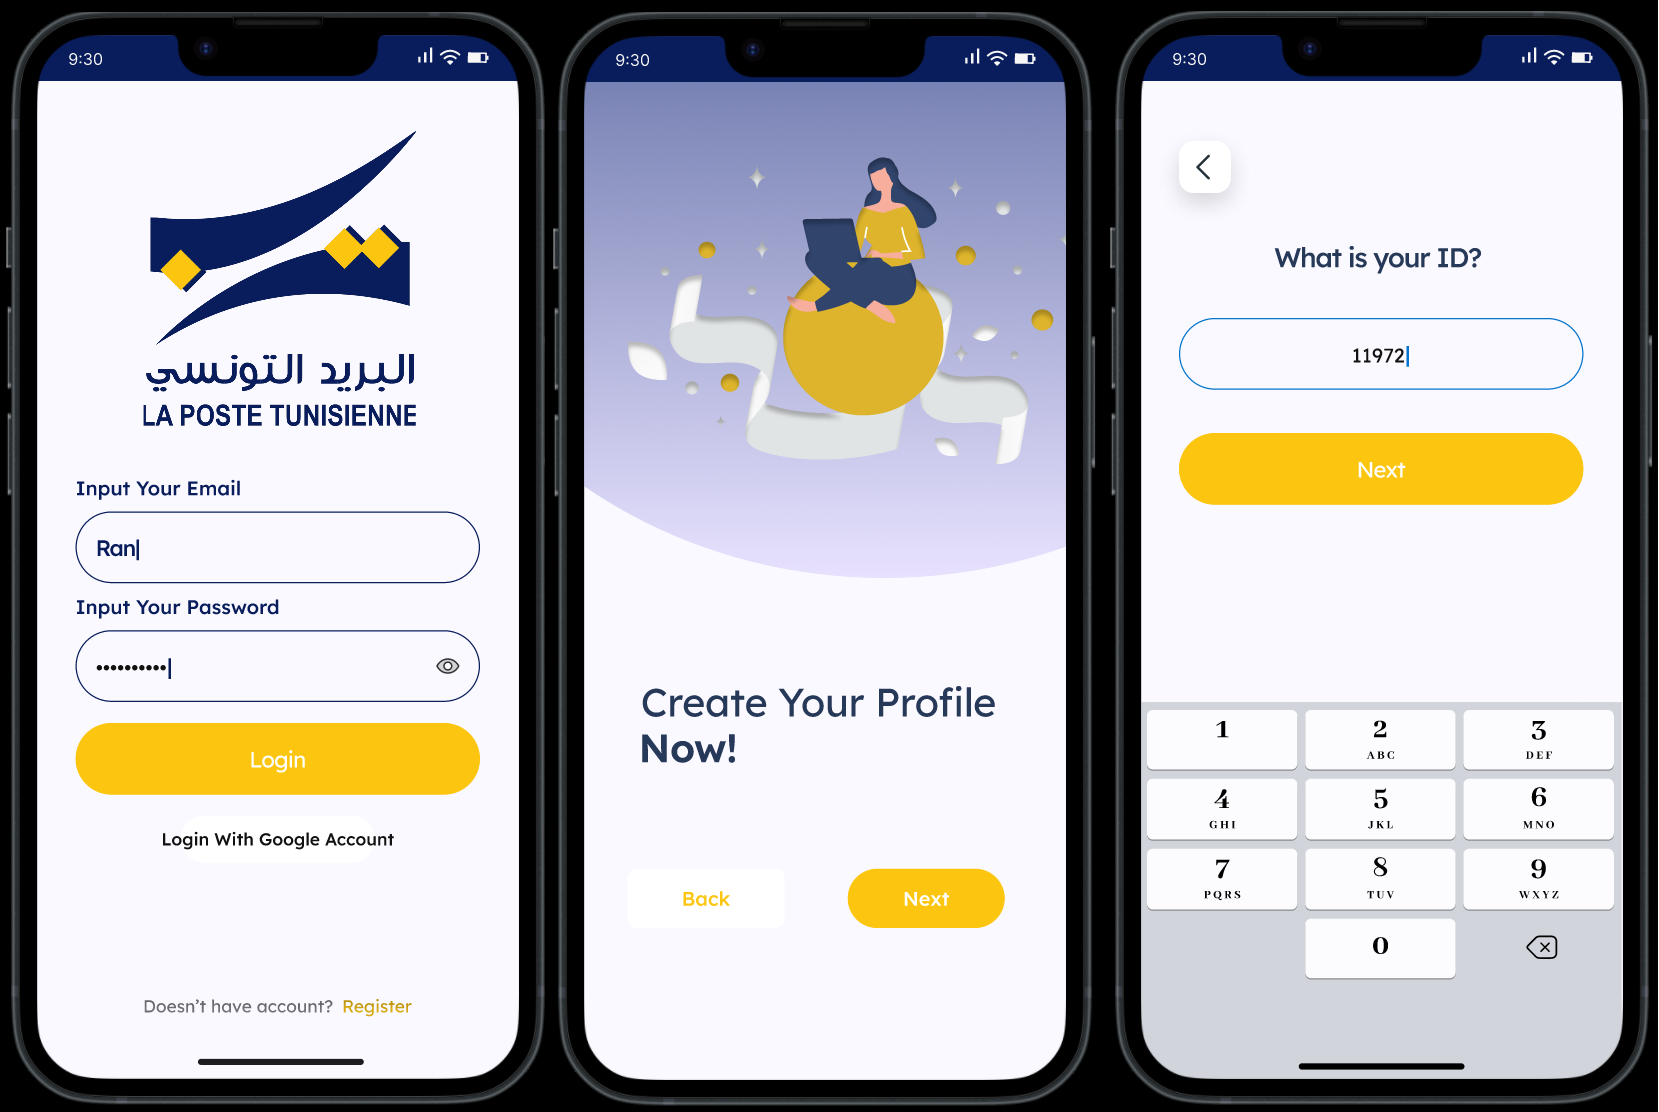 9:30
البريد التونسي
LA POSTE TUNISIENNE
Input Your Email
Ran
Input Your Password
••••••••••
Login
Login With Google Account
Doesn't have account? Register
9:30
Create Your Profile
Now!
Back Next
9:30
What is your ID?
11972
Next
1 2 3
ABC DEF
4 5 6
GHI JKL MNO
7 8 9
PQRS TUV WXYZ
0